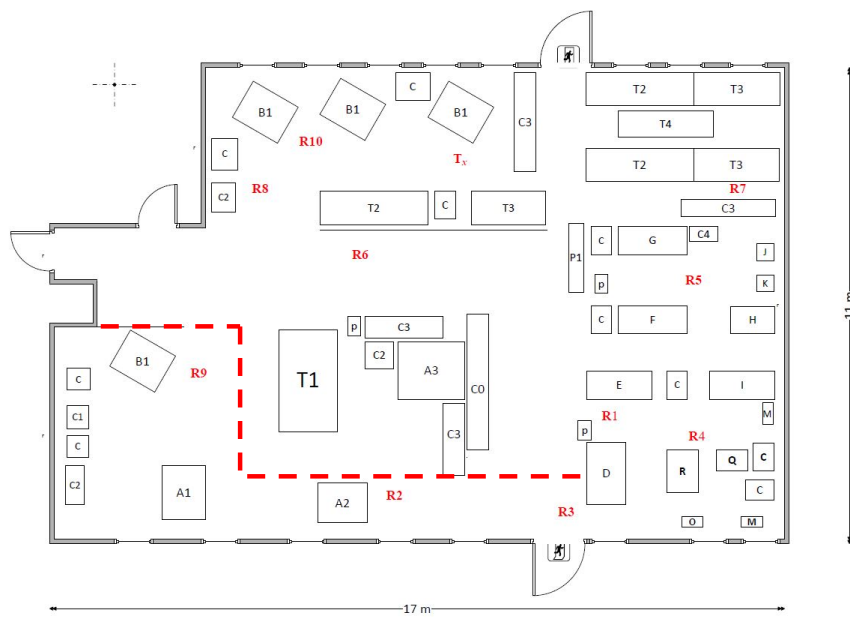 C
T2
T3
B1
B1
B1
C3
T4
R10
C
T2
T3
Tx
R8
R7
C2
T2
C
T3
C3
C
G
C4
R6
P1
J
R5
p
K
p
C3
C
F
H
11 m
B1
C2
A3
R9
T1
C
C0
E
C
I
C1
R1
M
C3
p
R4
C
Q
C
C2
R
D
A1
R2
C
A2
R3
O
M
17 m